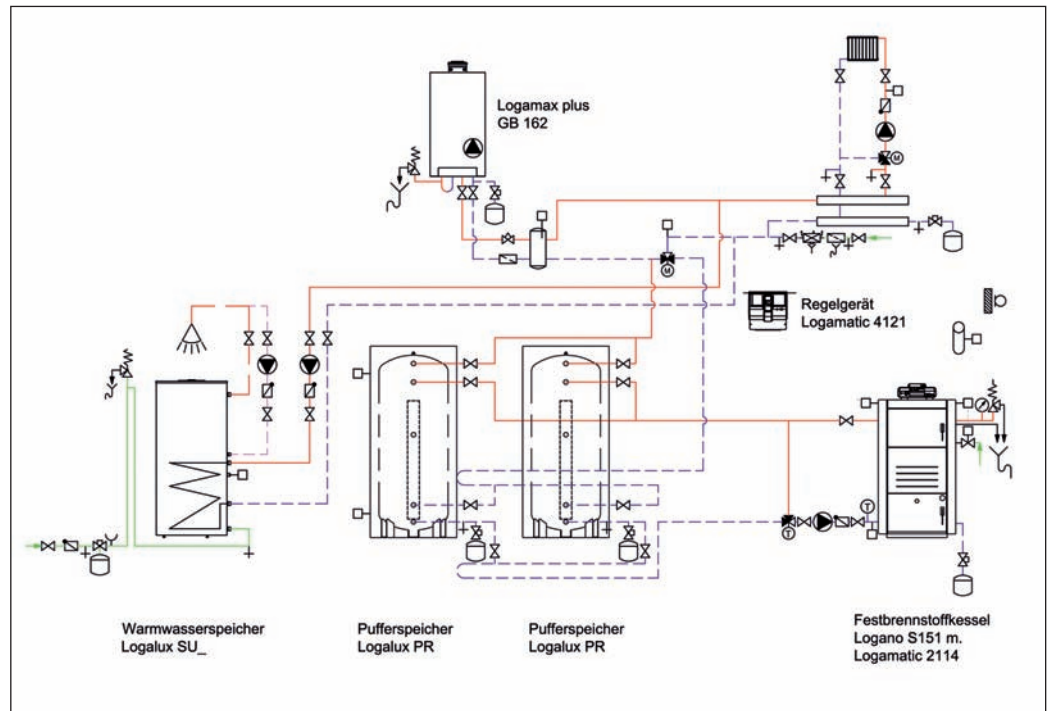 Logamax plus
GB 162
M
M
Regelgerät
Logamatic 4121
T
T
Warmwasserspeicher
Logalux SU_
Pufferspeicher
Logalux PR
Pufferspeicher
Logalux PR
Festbrennstoffkessel
Logano S151 m.
Logamatic 2114